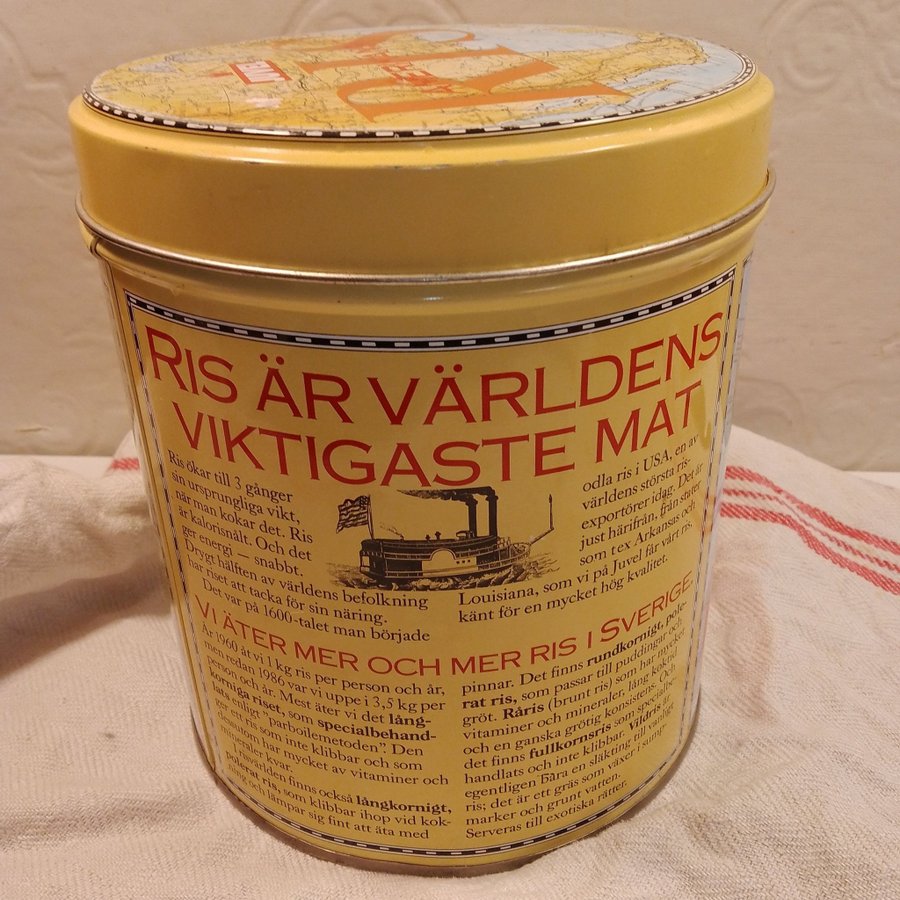 RIS
RIS ÄR VÄRLDENS
VIKTIGASTE MAT
Ris ökar till 3 gånger
sin ursprungliga vikt,
när man kokar det. Ris
är kalorisnålt. Och det
ger energi – snabbt.
Drygt hälften av världens befolkning
har riset att tacka för sin näring.
Det var på 1600-talet man började
odla ris i USA, en av
världens största ris-
exportörer idag. Det är
just härifrån, från stater
som tex Arkansas och
Louisiana, som vi på Juvel får vårt ris,
känt för en mycket hög kvalitet.
VI ÄTER MER OCH MER RIS I SVERIGE.
År 1960 åt vi 1 kg ris per person och år,
men redan 1986 var vi uppe i 3,5 kg per
person och år. Mest äter vi det lång-
korniga riset, som specialbehand-
lats enligt "parboilemetoden". Den
ger ett ris som inte klibbar och som
dessutom har mycket av vitaminer och
mineraler kvar.
I risvärlden finns också långkornigt,
polerat ris, som klibbar ihop vid kok-
ning och lämpar sig fint att äta med
pinnar. Det finns rundkornigt, pole-
rat ris, som passar till puddingar och
gröt. Råris (brunt ris) som har mycket
vitaminer och mineraler, lång koktid
och en ganska grötig konsistens. Och
det finns fullkornsris som specialbe-
handlats och inte klibbar. Vildris är
egentligen bara en släkting till vanligt
ris; det är ett gräs som växer i sump-
marker och grunt vatten.
Serveras till exotiska rätter.